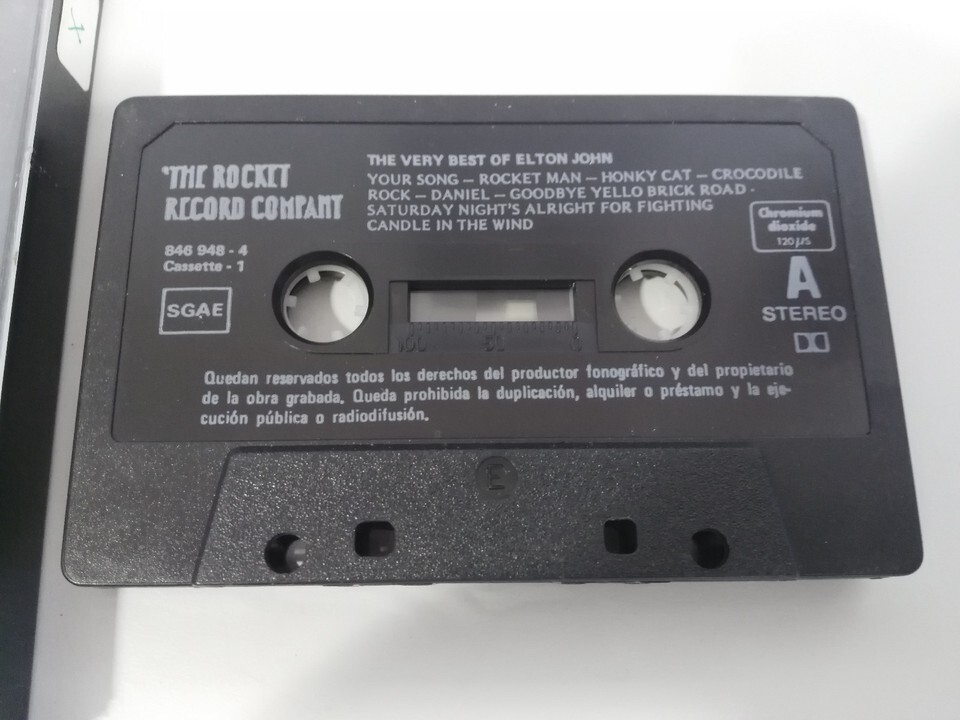 THE ROCKET
RECORD COMPANY
846 948 - 4
Cassette - 1
SGAE
THE VERY BEST OF ELTON JOHN
YOUR SONG – ROCKET MAN – HONKY CAT – CROCODILE
ROCK – DANIEL – GOODBYE YELLO BRICK ROAD -
SATURDAY NIGHT'S ALRIGHT FOR FIGHTING
CANDLE IN THE WIND
Chromium
dioxide
120 µS
A
STEREO
100 50 0
Quedan reservados todos los derechos del productor fonográfico y del propietario
de la obra grabada. Queda prohibida la duplicación, alquiler o préstamo y la eje-
cución pública o radiodifusión.
E